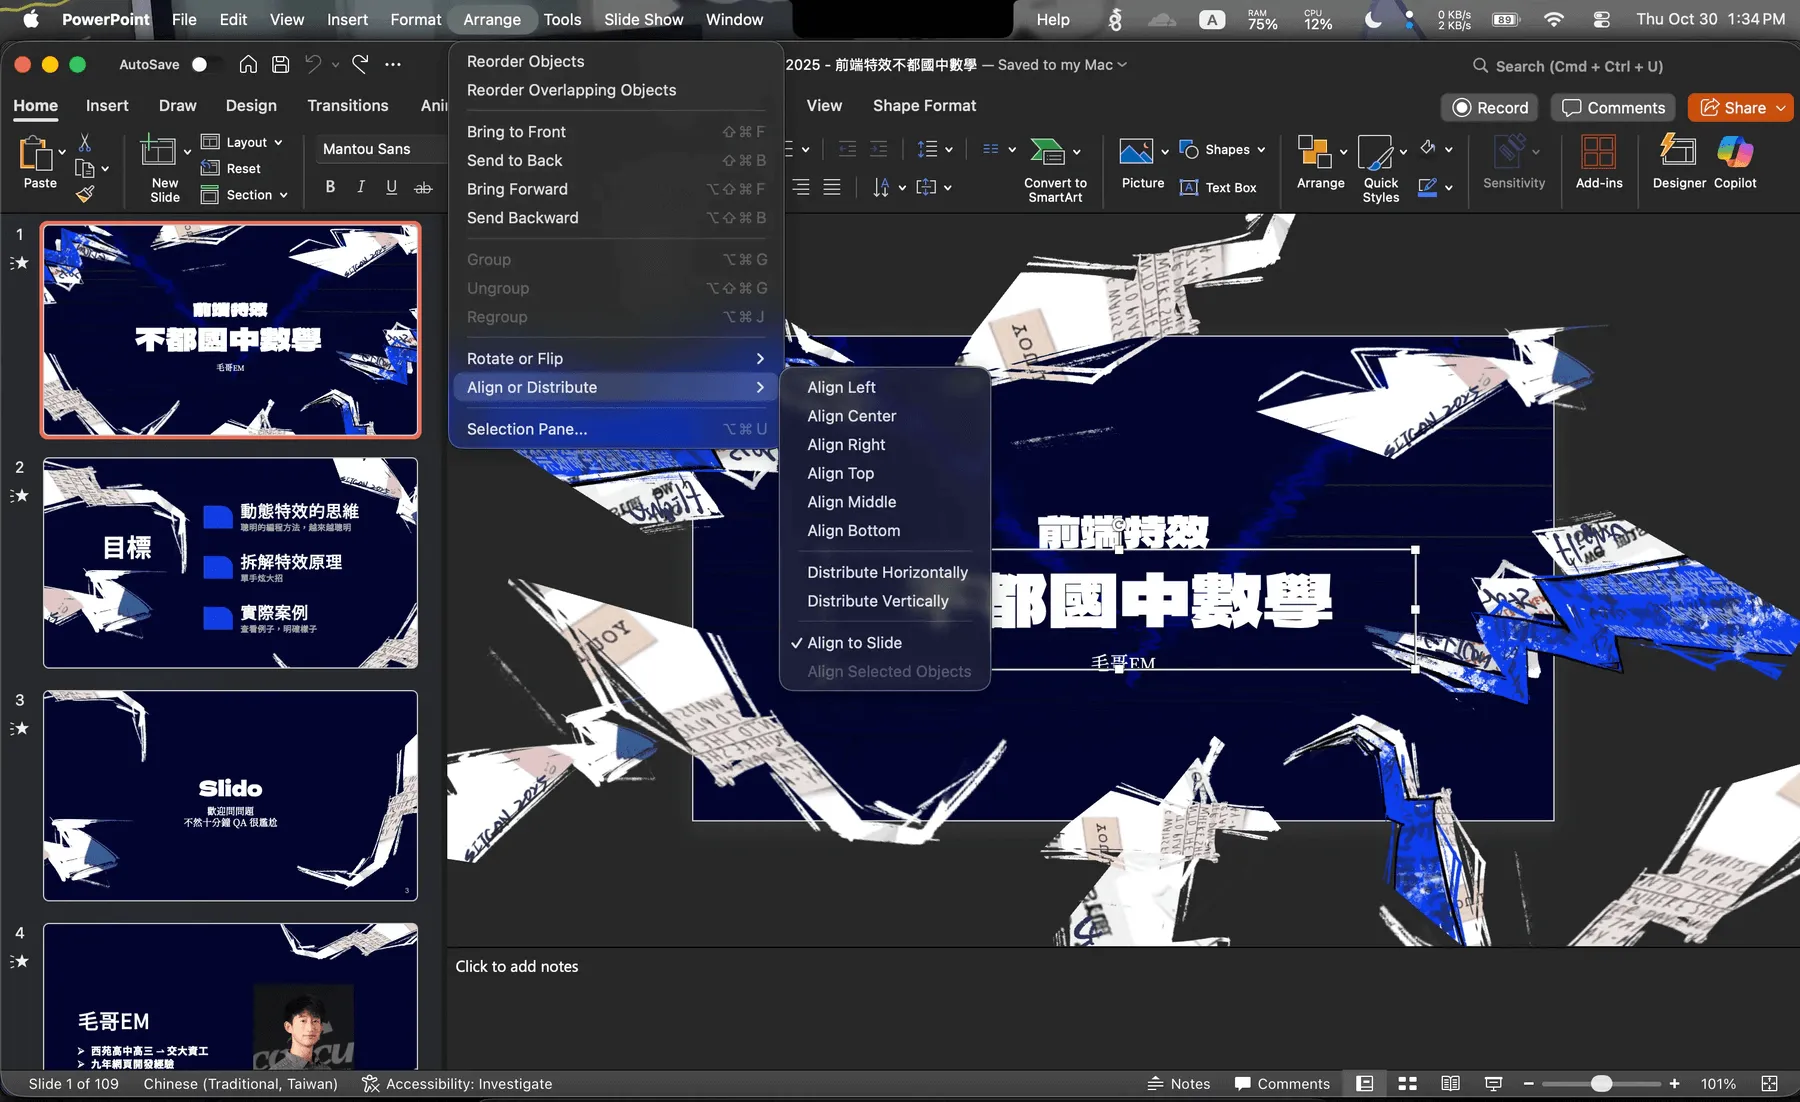 PowerPoint File Edit View Insert Format Arrange Tools Slide Show Window Help A RAM 75% CPU 12% 0 KB/s 2 KB/s 89 Thu Oct 30 1:34 PM
AutoSave
2025 - 前端特效不都國中數學 — Saved to my Mac
Search (Cmd + Ctrl + U)
Home Insert Draw Design Transitions Ani View Shape Format
Record Comments Share
Paste
New Slide
Layout
Reset
Section
Mantou Sans
B I U ab
Convert to SmartArt
Picture
Shapes
Text Box
Arrange
Quick Styles
Sensitivity
Add-ins
Designer
Copilot
Reorder Objects
Reorder Overlapping Objects
Bring to Front ⇧⌘F
Send to Back ⇧⌘B
Bring Forward ⌥⇧⌘F
Send Backward ⌥⇧⌘B
Group ⌥⌘G
Ungroup ⌥⇧⌘G
Regroup ⌥⌘J
Rotate or Flip
Align or Distribute
Selection Pane... ⌥⌘U
Align Left
Align Center
Align Right
Align Top
Align Middle
Align Bottom
Distribute Horizontally
Distribute Vertically
✓ Align to Slide
Align Selected Objects
1
前端特效
不都國中數學
毛哥EM
2
目標
動態特效的思維
聰明的編程方法，越來越聰明
拆解特效原理
單手炫大招
實際案例
查看例子，明確樣子
3
Slido
歡迎問問題
不然十分鐘 QA 很尷尬
3
4
毛哥EM
➢ 西苑高中高三 → 交大資工
➢ 九年網頁開發經驗
前端特效
都國中數學
毛哥EM
SITCON 2025
JOY
JOY
SITCON 2025
JOY
Click to add notes
Slide 1 of 109 Chinese (Traditional, Taiwan) Accessibility: Investigate Notes Comments 101%